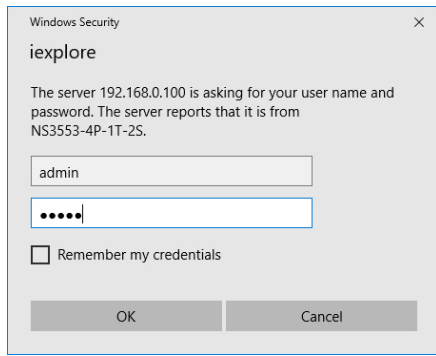 Windows Security
iexplore
The server 192.168.0.100 is asking for your user name and
password. The server reports that it is from
NS3553-4P-1T-2S.
admin
●●●●●
Remember my credentials
OK
Cancel